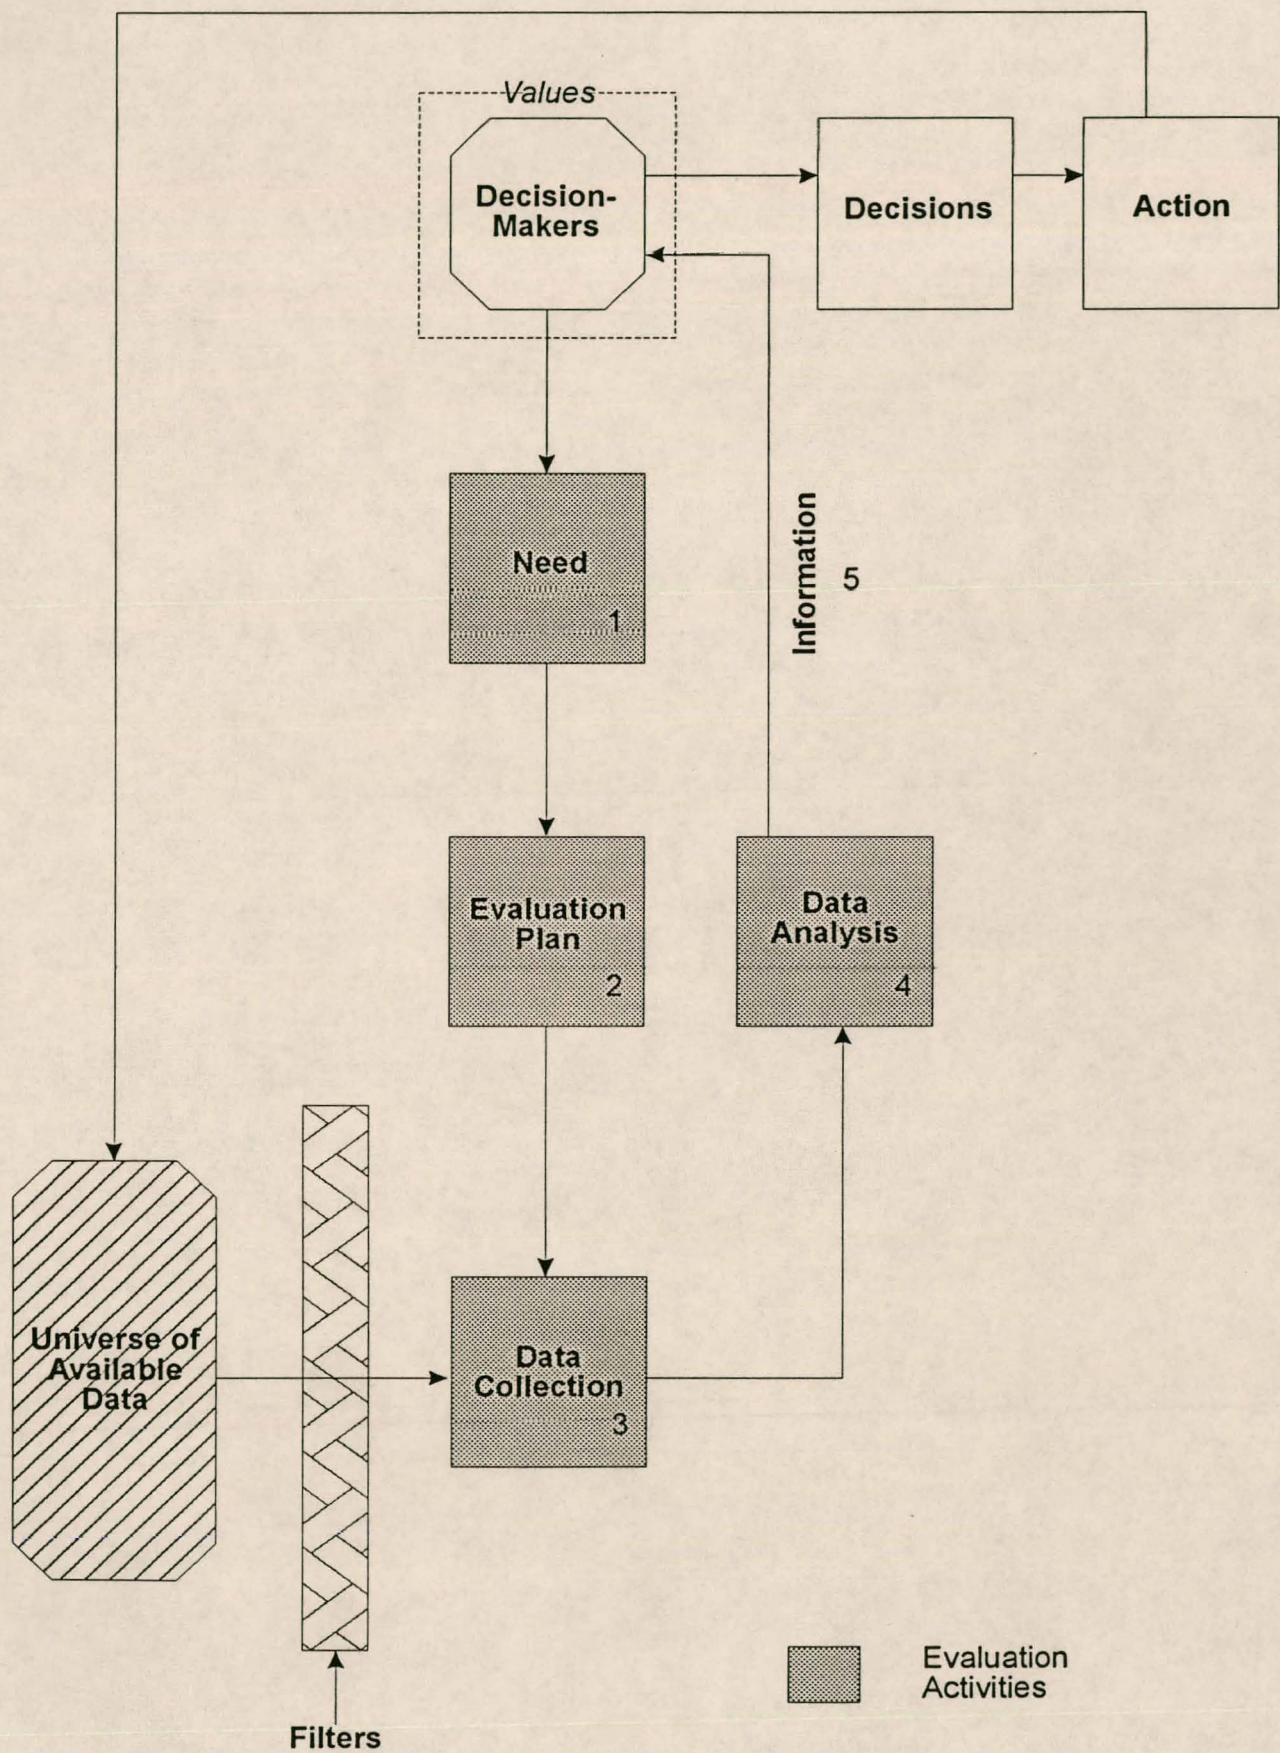 Values
Decision-
Makers
Decisions
Action
Need
1
Information
5
Evaluation
Plan
2
Data
Analysis
4
Universe of
Available
Data
Data
Collection
3
Evaluation
Activities
Filters